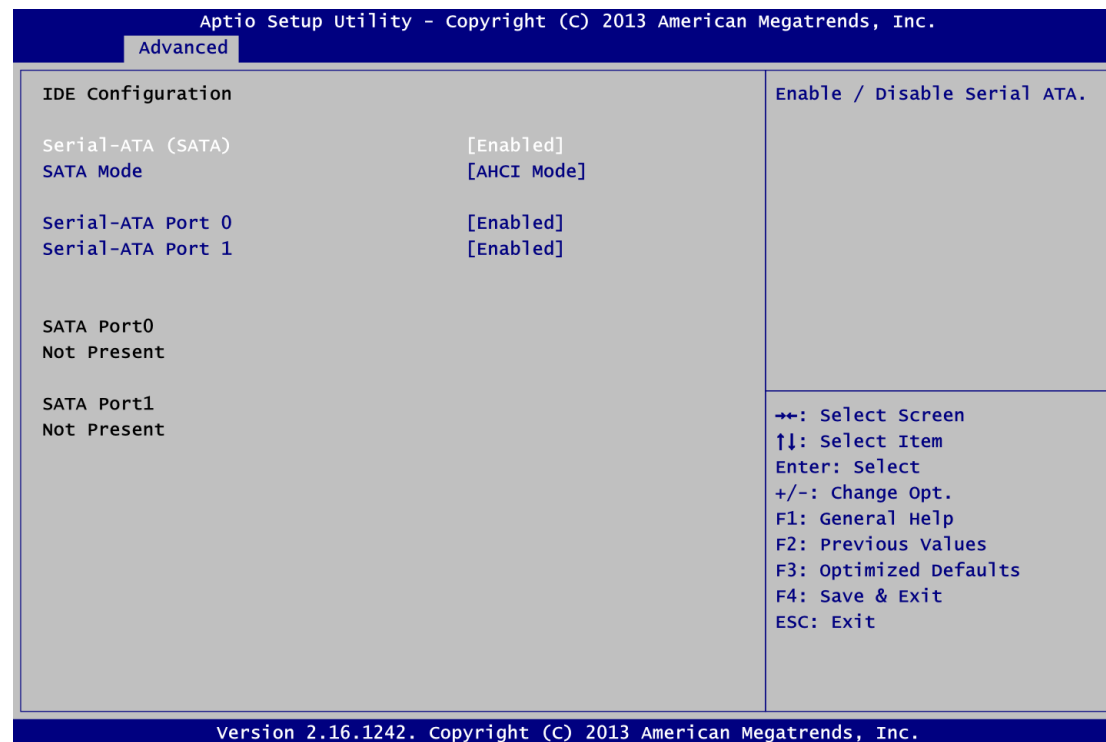 Aptio Setup Utility - Copyright (C) 2013 American Megatrends, Inc.
Advanced
IDE Configuration
Serial-ATA (SATA) [Enabled]
SATA Mode [AHCI Mode]
Serial-ATA Port 0 [Enabled]
Serial-ATA Port 1 [Enabled]
SATA Port0
Not Present
SATA Port1
Not Present
Enable / Disable Serial ATA.
→←: Select Screen
↑↓: Select Item
Enter: Select
+/-: Change Opt.
F1: General Help
F2: Previous Values
F3: Optimized Defaults
F4: Save & Exit
ESC: Exit
Version 2.16.1242. Copyright (C) 2013 American Megatrends, Inc.